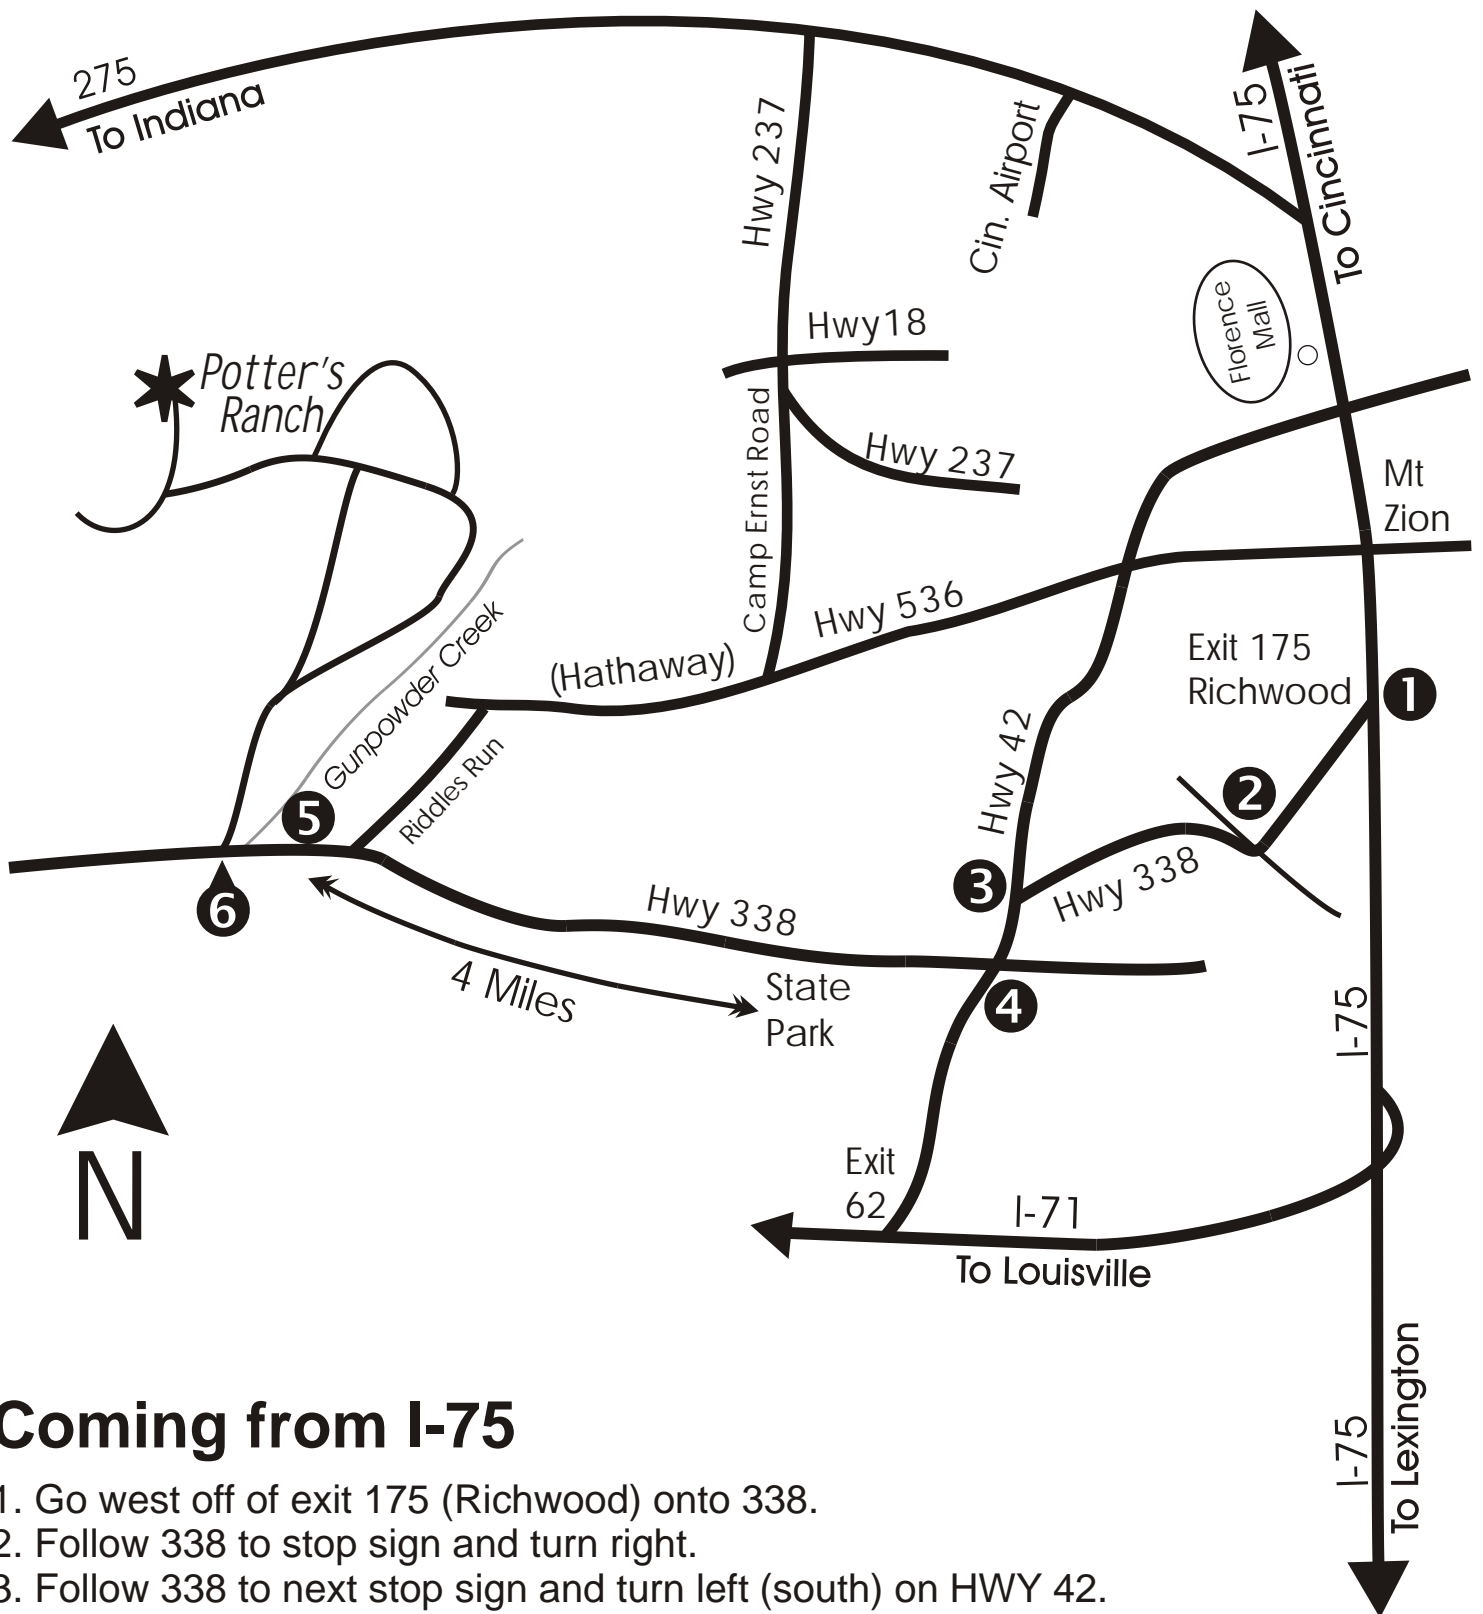 275
To Indiana
I-75
To Cincinnati
Hwy 237
Cin. Airport
Hwy18
Florence
Mall
Potter's
Ranch
Camp Ernst Road
Hwy 237
Mt
Zion
Hwy 536
(Hathaway)
Gunpowder Creek
Riddles Run
Exit 175
Richwood
1
Hwy 42
2
5
3
Hwy 338
6
Hwy 338
4 Miles
State
Park
4
I-75
N
Exit
62
I-71
To Louisville
I-75
To Lexington
Coming from I-75
1. Go west off of exit 175 (Richwood) onto 338.
2. Follow 338 to stop sign and turn right.
3. Follow 338 to next stop sign and turn left (south) on HWY 42.